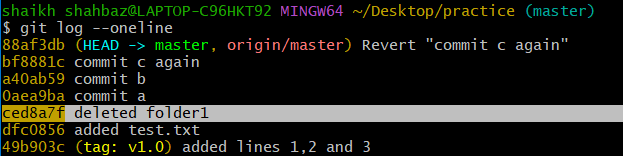 shaikh shahbaz@LAPTOP-C96HKT92 MINGW64 ~/Desktop/practice (master)
$ git log --oneline
88af3db (HEAD -> master, origin/master) Revert "commit c again"
bf8881c commit c again
a40ab59 commit b
0aea9ba commit a
ced8a7f deleted folder1
dfc0856 added test.txt
49b903c (tag: v1.0) added lines 1,2 and 3